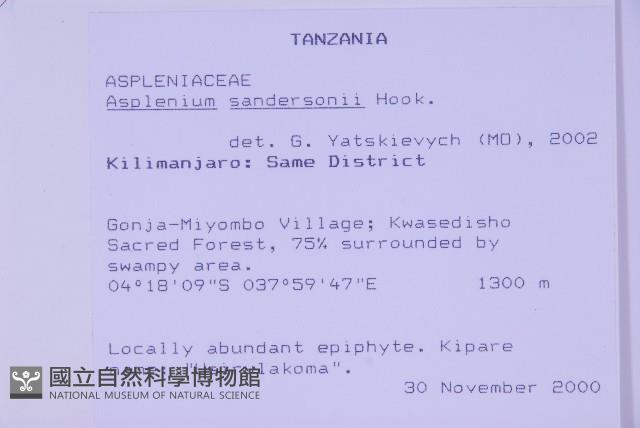 TANZANIA
ASPLENIACEAE
Asplenium sandersonii Hook.
det. G. Yatskievych (MO), 2002
Kilimanjaro: Same District
Gonja-Miyombo Village; Kwasedisho
Sacred Forest, 75% surrounded by
swampy area.
04°18'09"S 037°59'47"E 1300 m
Locally abundant epiphyte. Kipare
30 November 2000
國立自然科學博物館
NATIONAL MUSEUM OF NATURAL SCIENCE